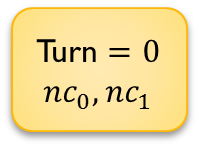 Turn = 0
nc₀, nc₁